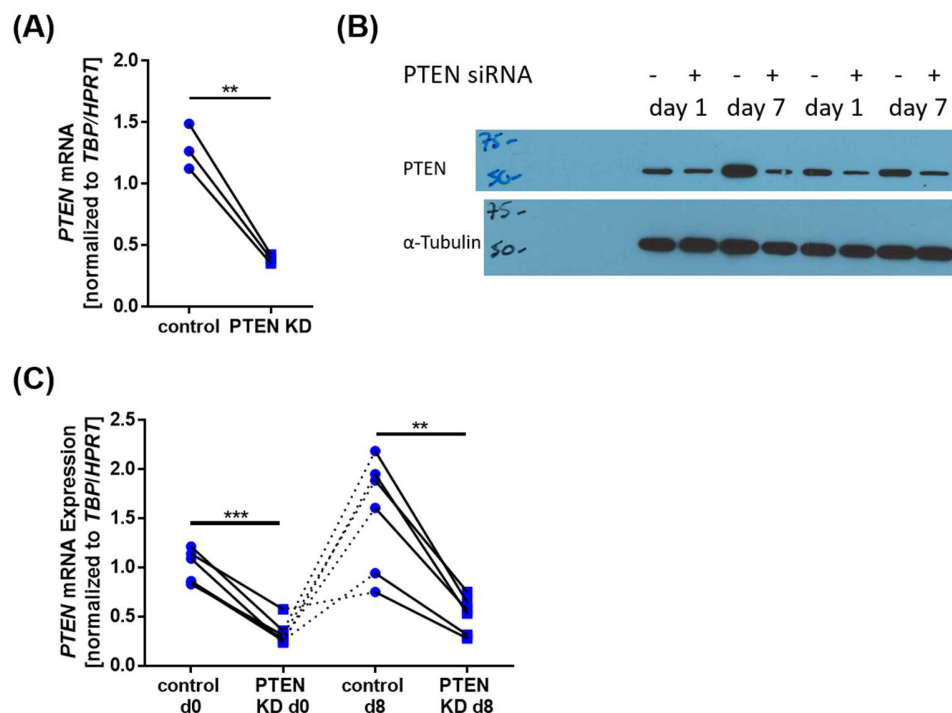 (A)
PTEN mRNA
[normalized to TBP/HPRT]
2.0
1.5
1.0
0.5
0.0
**
control PTEN KD
(B)
PTEN siRNA - + - + - + - +
day 1 day 7 day 1 day 7
PTEN
75-
50-
α-Tubulin
75-
50-
(C)
PTEN mRNA Expression
[normalized to TBP/HPRT]
2.5
2.0
1.5
1.0
0.5
0.0
***
**
control d0
PTEN KD d0
control d8
PTEN KD d8